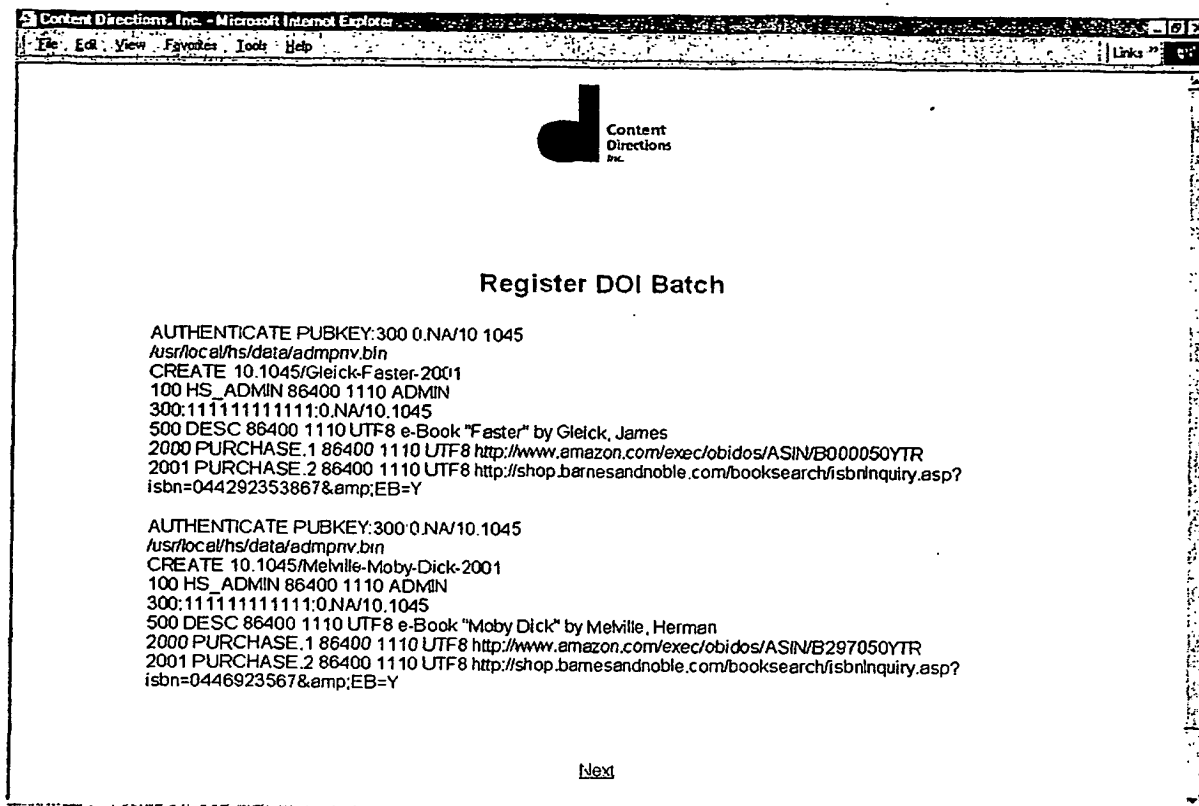 Content Directions, Inc. - Microsoft Internet Explorer
File Edit View Favorites Tools Help
Links »
Content
Directions
Inc.
Register DOI Batch
AUTHENTICATE PUBKEY:300 0.NA/10 1045
/usr/local/hs/data/admpriv.bin
CREATE 10.1045/Gleick-Faster-2001
100 HS_ADMIN 86400 1110 ADMIN
300:111111111111:0.NA/10.1045
500 DESC 86400 1110 UTF8 e-Book "Faster" by Gleick, James
2000 PURCHASE.1 86400 1110 UTF8 http://www.amazon.com/exec/obidos/ASIN/B000050YTR
2001 PURCHASE.2 86400 1110 UTF8 http://shop.barnesandnoble.com/booksearch/isbnInquiry.asp?
isbn=044292353867&amp;EB=Y
AUTHENTICATE PUBKEY:300 0.NA/10.1045
/usr/local/hs/data/admpriv.bin
CREATE 10.1045/Melville-Moby-Dick-2001
100 HS_ADMIN 86400 1110 ADMIN
300:111111111111:0.NA/10.1045
500 DESC 86400 1110 UTF8 e-Book "Moby Dick" by Melville, Herman
2000 PURCHASE.1 86400 1110 UTF8 http://www.amazon.com/exec/obidos/ASIN/B297050YTR
2001 PURCHASE.2 86400 1110 UTF8 http://shop.barnesandnoble.com/booksearch/isbnInquiry.asp?
isbn=0446923567&amp;EB=Y
Next